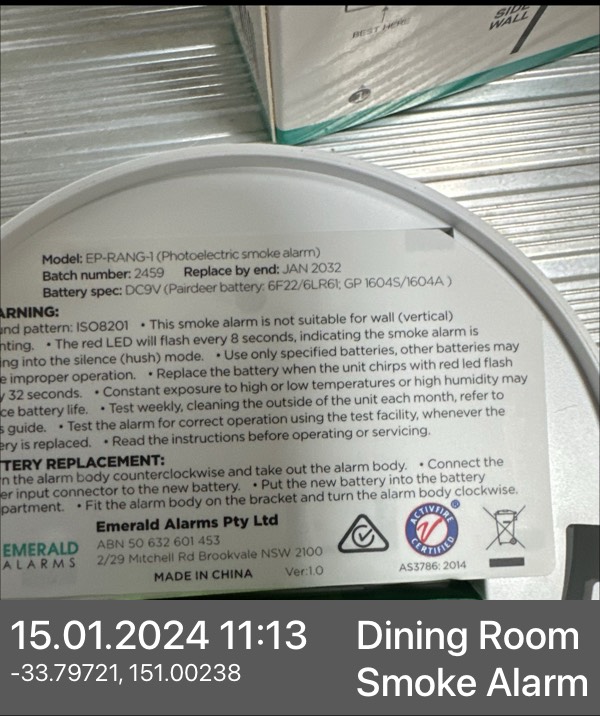 BEST HERE
SIDE
WALL
Model: EP-RANG-1 (Photoelectric smoke alarm)
Batch number: 2459 Replace by end: JAN 2032
Battery spec: DC9V (Pairdeer battery: 6F22/6LR61; GP 1604S/1604A )
ARNING:
und pattern: ISO8201 • This smoke alarm is not suitable for wall (vertical)
nting. • The red LED will flash every 8 seconds, indicating the smoke alarm is
ing into the silence (hush) mode. • Use only specified batteries, other batteries may
e improper operation. • Replace the battery when the unit chirps with red led flash
y 32 seconds. • Constant exposure to high or low temperatures or high humidity may
ce battery life. • Test weekly, cleaning the outside of the unit each month, refer to
s guide. • Test the alarm for correct operation using the test facility, whenever the
ery is replaced. • Read the instructions before operating or servicing.
TERY REPLACEMENT:
n the alarm body counterclockwise and take out the alarm body. • Connect the
er input connector to the new battery. • Put the new battery into the battery
partment. • Fit the alarm body on the bracket and turn the alarm body clockwise.
Emerald Alarms Pty Ltd
ABN 50 632 601 453
2/29 Mitchell Rd Brookvale NSW 2100
MADE IN CHINA Ver:1.0
EMERALD
ALARMS
ACTIVFIRE
CERTIFIED
®
AS3786: 2014
15.01.2024 11:13
-33.79721, 151.00238
Dining Room
Smoke Alarm